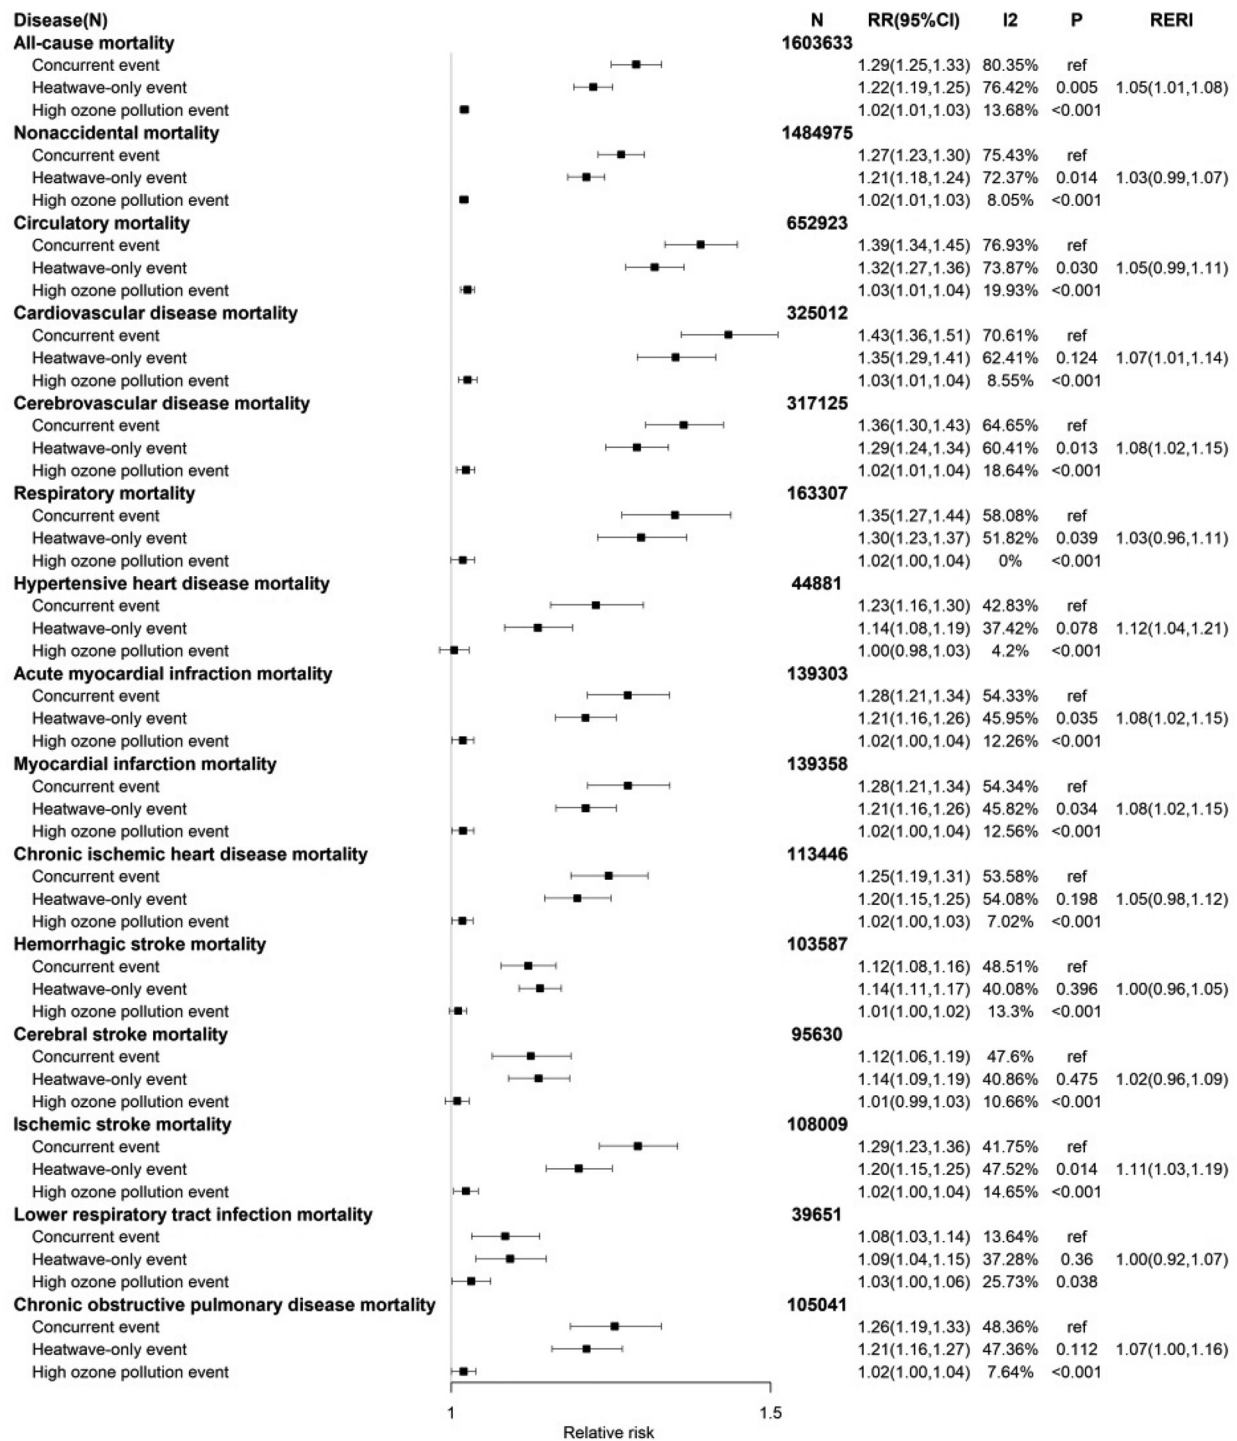 Disease(N) N RR(95%CI) I2 P RERI
All-cause mortality 1603633
Concurrent event 1.29(1.25,1.33) 80.35% ref
Heatwave-only event 1.22(1.19,1.25) 76.42% 0.005 1.05(1.01,1.08)
High ozone pollution event 1.02(1.01,1.03) 13.68% <0.001
Nonaccidental mortality 1484975
Concurrent event 1.27(1.23,1.30) 75.43% ref
Heatwave-only event 1.21(1.18,1.24) 72.37% 0.014 1.03(0.99,1.07)
High ozone pollution event 1.02(1.01,1.03) 8.05% <0.001
Circulatory mortality 652923
Concurrent event 1.39(1.34,1.45) 76.93% ref
Heatwave-only event 1.32(1.27,1.36) 73.87% 0.030 1.05(0.99,1.11)
High ozone pollution event 1.03(1.01,1.04) 19.93% <0.001
Cardiovascular disease mortality 325012
Concurrent event 1.43(1.36,1.51) 70.61% ref
Heatwave-only event 1.35(1.29,1.41) 62.41% 0.124 1.07(1.01,1.14)
High ozone pollution event 1.03(1.01,1.04) 8.55% <0.001
Cerebrovascular disease mortality 317125
Concurrent event 1.36(1.30,1.43) 64.65% ref
Heatwave-only event 1.29(1.24,1.34) 60.41% 0.013 1.08(1.02,1.15)
High ozone pollution event 1.02(1.01,1.04) 18.64% <0.001
Respiratory mortality 163307
Concurrent event 1.35(1.27,1.44) 58.08% ref
Heatwave-only event 1.30(1.23,1.37) 51.82% 0.039 1.03(0.96,1.11)
High ozone pollution event 1.02(1.00,1.04) 0% <0.001
Hypertensive heart disease mortality 44881
Concurrent event 1.23(1.16,1.30) 42.83% ref
Heatwave-only event 1.14(1.08,1.19) 37.42% 0.078 1.12(1.04,1.21)
High ozone pollution event 1.00(0.98,1.03) 4.2% <0.001
Acute myocardial infraction mortality 139303
Concurrent event 1.28(1.21,1.34) 54.33% ref
Heatwave-only event 1.21(1.16,1.26) 45.95% 0.035 1.08(1.02,1.15)
High ozone pollution event 1.02(1.00,1.04) 12.26% <0.001
Myocardial infarction mortality 139358
Concurrent event 1.28(1.21,1.34) 54.34% ref
Heatwave-only event 1.21(1.16,1.26) 45.82% 0.034 1.08(1.02,1.15)
High ozone pollution event 1.02(1.00,1.04) 12.56% <0.001
Chronic ischemic heart disease mortality 113446
Concurrent event 1.25(1.19,1.31) 53.58% ref
Heatwave-only event 1.20(1.15,1.25) 54.08% 0.198 1.05(0.98,1.12)
High ozone pollution event 1.02(1.00,1.03) 7.02% <0.001
Hemorrhagic stroke mortality 103587
Concurrent event 1.12(1.08,1.16) 48.51% ref
Heatwave-only event 1.14(1.11,1.17) 40.08% 0.396 1.00(0.96,1.05)
High ozone pollution event 1.01(1.00,1.02) 13.3% <0.001
Cerebral stroke mortality 95630
Concurrent event 1.12(1.06,1.19) 47.6% ref
Heatwave-only event 1.14(1.09,1.19) 40.86% 0.475 1.02(0.96,1.09)
High ozone pollution event 1.01(0.99,1.03) 10.66% <0.001
Ischemic stroke mortality 108009
Concurrent event 1.29(1.23,1.36) 41.75% ref
Heatwave-only event 1.20(1.15,1.25) 47.52% 0.014 1.11(1.03,1.19)
High ozone pollution event 1.02(1.00,1.04) 14.65% <0.001
Lower respiratory tract infection mortality 39651
Concurrent event 1.08(1.03,1.14) 13.64% ref
Heatwave-only event 1.09(1.04,1.15) 37.28% 0.36 1.00(0.92,1.07)
High ozone pollution event 1.03(1.00,1.06) 25.73% 0.038
Chronic obstructive pulmonary disease mortality 105041
Concurrent event 1.26(1.19,1.33) 48.36% ref
Heatwave-only event 1.21(1.16,1.27) 47.36% 0.112 1.07(1.00,1.16)
High ozone pollution event 1.02(1.00,1.04) 7.64% <0.001
1 1.5
Relative risk